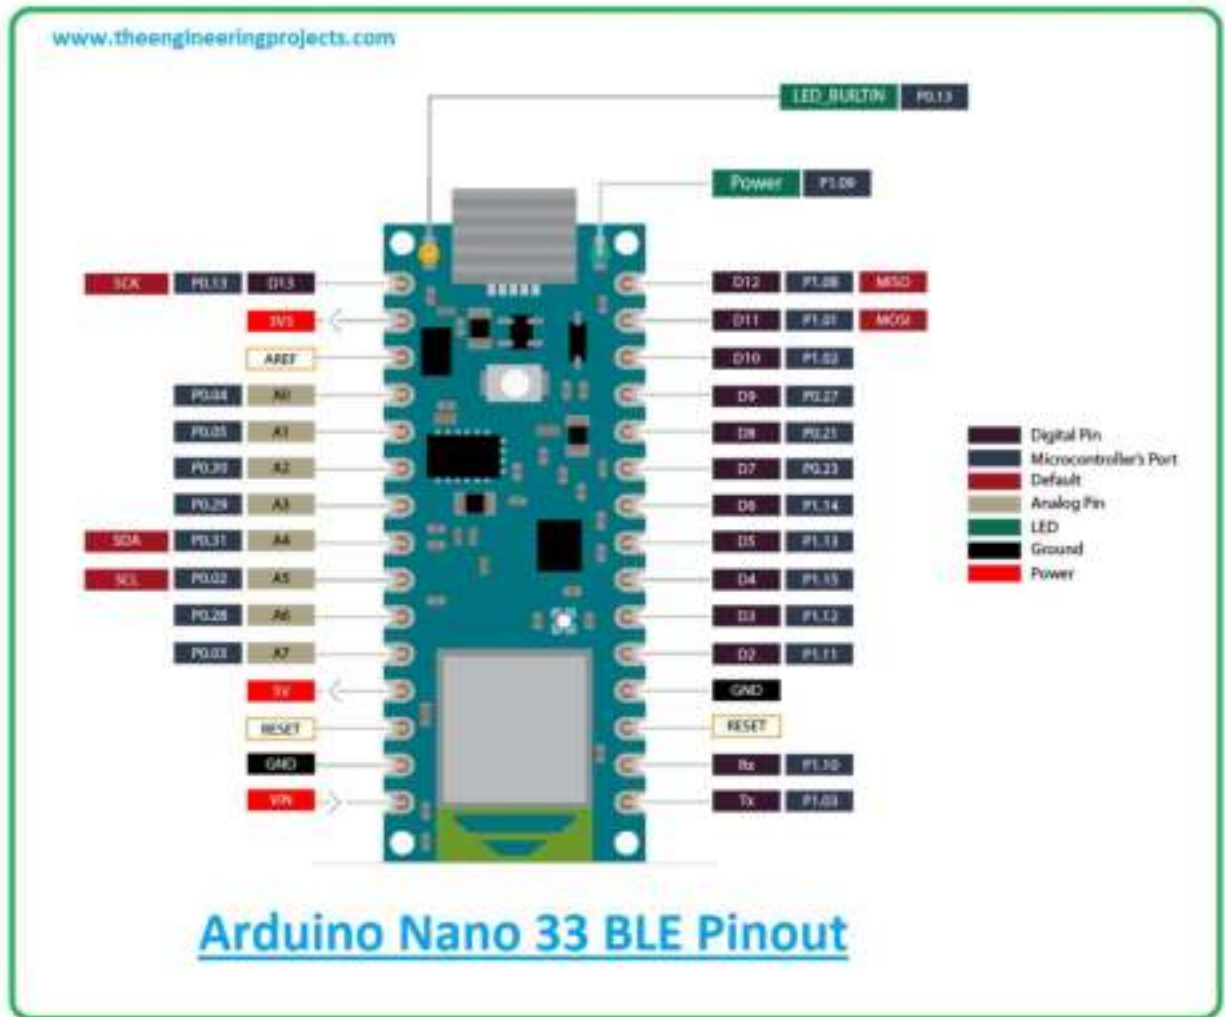 www.theengineeringprojects.com
LED_BURLTIN P0.13
Power P1.09
SCK P0.13 D13 D12 P1.08 MISO
3V3 D11 P1.01 MOSI
AREF D10 P1.02
P0.04 A0 D9 P0.27
P0.05 A1 D8 P0.21
P0.30 A2 D7 P0.23
P0.29 A3 D6 P1.14
SDA P0.31 A4 D5 P1.13
SCL P0.02 A5 D4 P1.15
P0.28 A6 D3 P1.12
P0.03 A7 D2 P1.11
5V GND
RESET RESET
GND Rx P1.10
VIN Tx P1.03
Digital Pin
Microcontroller's Port
Default
Analog Pin
LED
Ground
Power
Arduino Nano 33 BLE Pinout